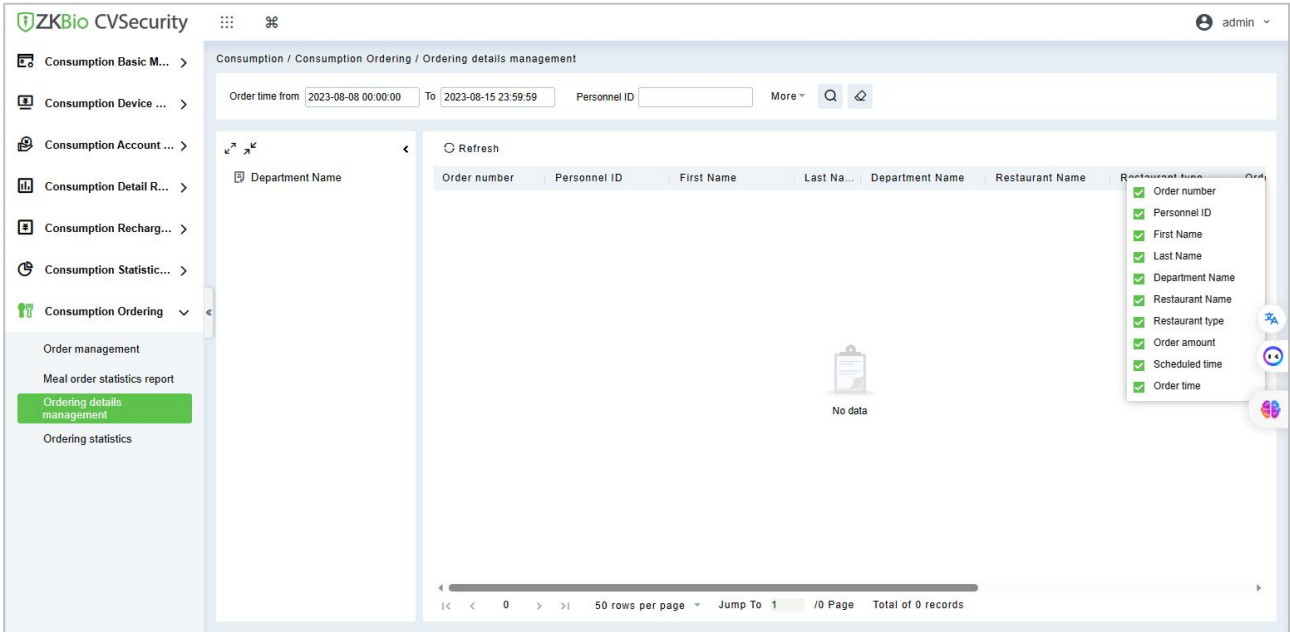 ZKBio CVSecurity
admin
Consumption Basic M...
Consumption Device ...
Consumption Account ...
Consumption Detail R...
Consumption Recharg...
Consumption Statistic...
Consumption Ordering
Order management
Meal order statistics report
Ordering details
management
Ordering statistics
Consumption / Consumption Ordering / Ordering details management
Order time from 2023-08-08 00:00:00 To 2023-08-15 23:59:59 Personnel ID More
Department Name
Refresh
Order number Personnel ID First Name Last Na... Department Name Restaurant Name Restaurant type
Order number
Personnel ID
First Name
Last Name
Department Name
Restaurant Name
Restaurant type
Order amount
Scheduled time
Order time
No data
0 50 rows per page Jump To 1 /0 Page Total of 0 records